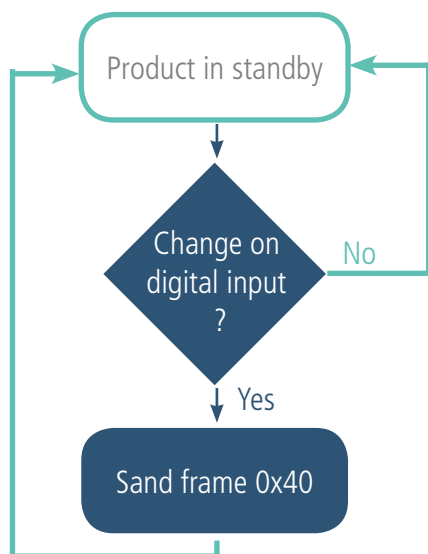 Product in standby
Change on
digital input
?
No
Yes
Sand frame 0x40